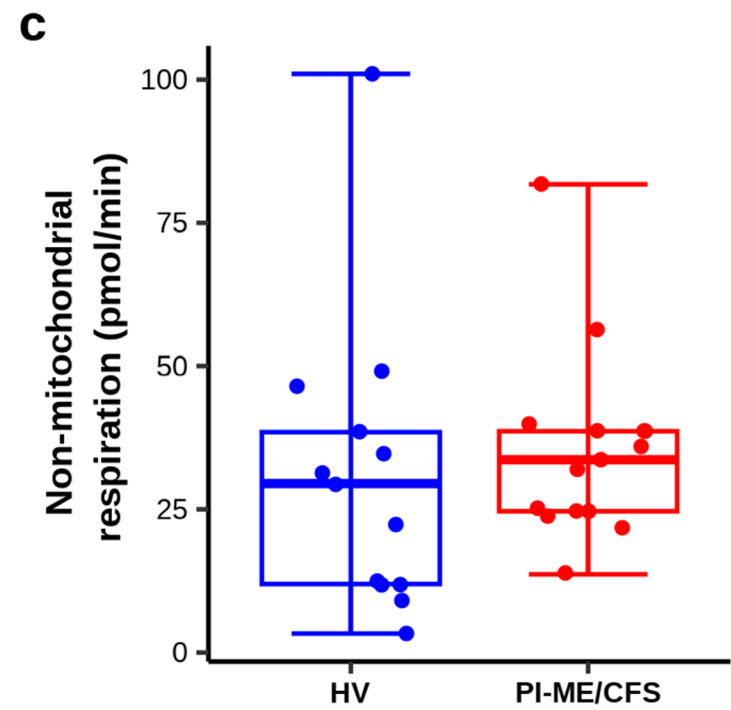 c
Non-mitochondrial
respiration (pmol/min)
100
75
50
25
0
HV
PI-ME/CFS